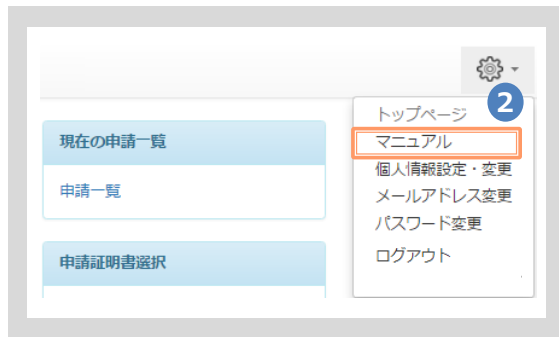 トップページ
2
マニュアル
個人情報設定・変更
メールアドレス変更
パスワード変更
ログアウト
現在の申請一覧
申請一覧
申請証明書選択